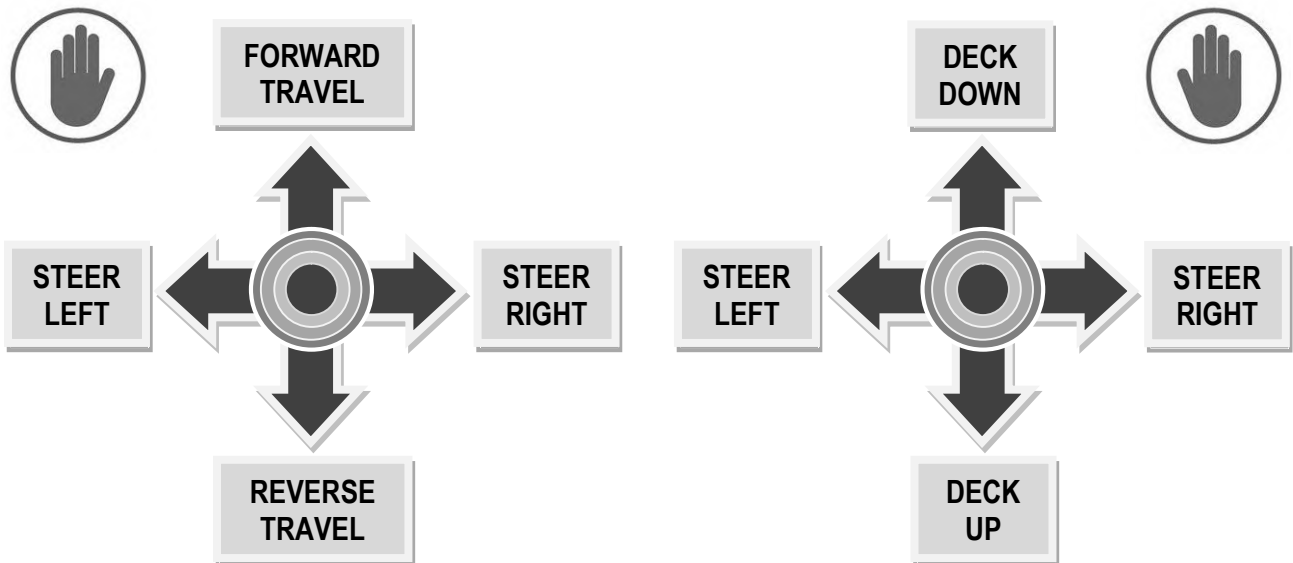 FORWARD
TRAVEL
STEER
LEFT
STEER
RIGHT
REVERSE
TRAVEL
DECK
DOWN
STEER
LEFT
STEER
RIGHT
DECK
UP